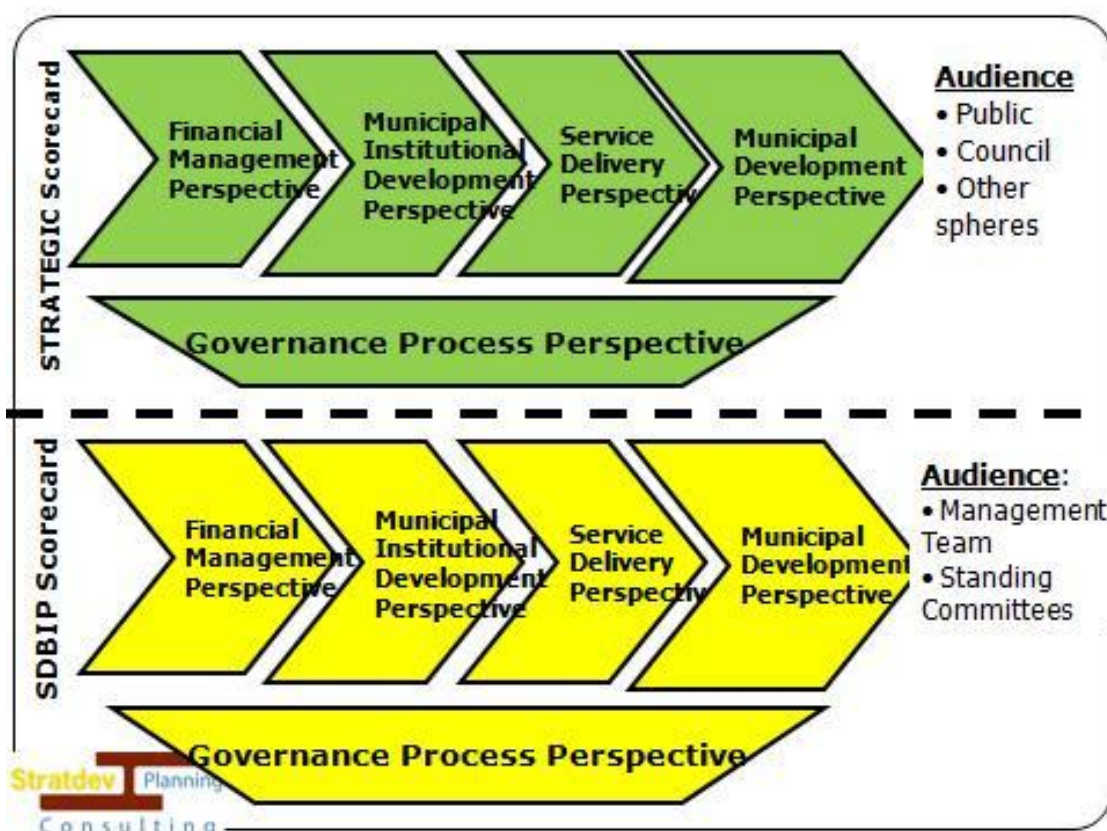 STRATEGIC Scorecard
Financial
Management
Perspective
Municipal
Institutional
Development
Perspective
Service
Delivery
Perspectiv
Municipal
Development
Perspective
Audience
• Public
• Council
• Other
spheres
Governance Process Perspective
SDBIP Scorecard
Financial
Management
Perspective
Municipal
Institutional
Development
Perspective
Service
Delivery
Perspectiv
Municipal
Development
Perspective
Audience:
• Management
Team
• Standing
Committees
Governance Process Perspective
Stratdev Planning
Consulting